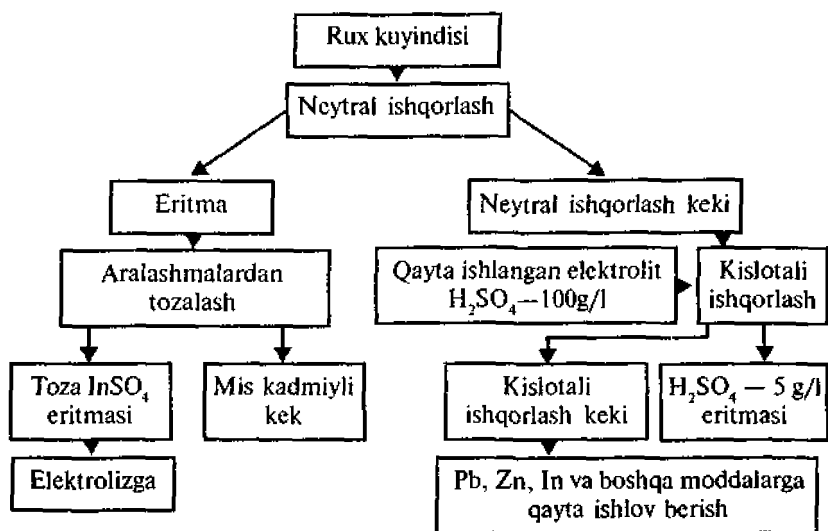 Rux kuyindisi
Neytral ishqorlash
Eritma
Neytral ishqorlash keki
Aralashmalardan
tozalash
Qayta ishlangan elektrolit
H₂SO₄—100g/l
Kislotali
ishqorlash
Toza InSO₄
eritmasi
Mis kadmiyli
kek
Kislotali
ishqorlash keki
H₂SO₄ — 5 g/l
eritmasi
Elektrolizga
Pb, Zn, In va boshqa moddalarga
qayta ishlov berish